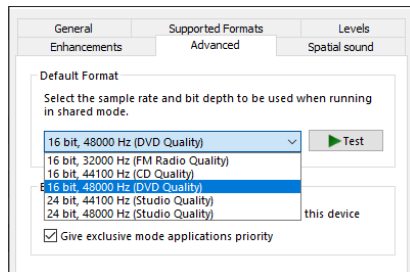 General Supported Formats Levels
Enhancements Advanced Spatial sound
Default Format
Select the sample rate and bit depth to be used when running
in shared mode.
16 bit, 48000 Hz (DVD Quality) Test
16 bit, 32000 Hz (FM Radio Quality)
16 bit, 44100 Hz (CD Quality)
16 bit, 48000 Hz (DVD Quality)
24 bit, 44100 Hz (Studio Quality)
24 bit, 48000 Hz (Studio Quality) this device
Give exclusive mode applications priority